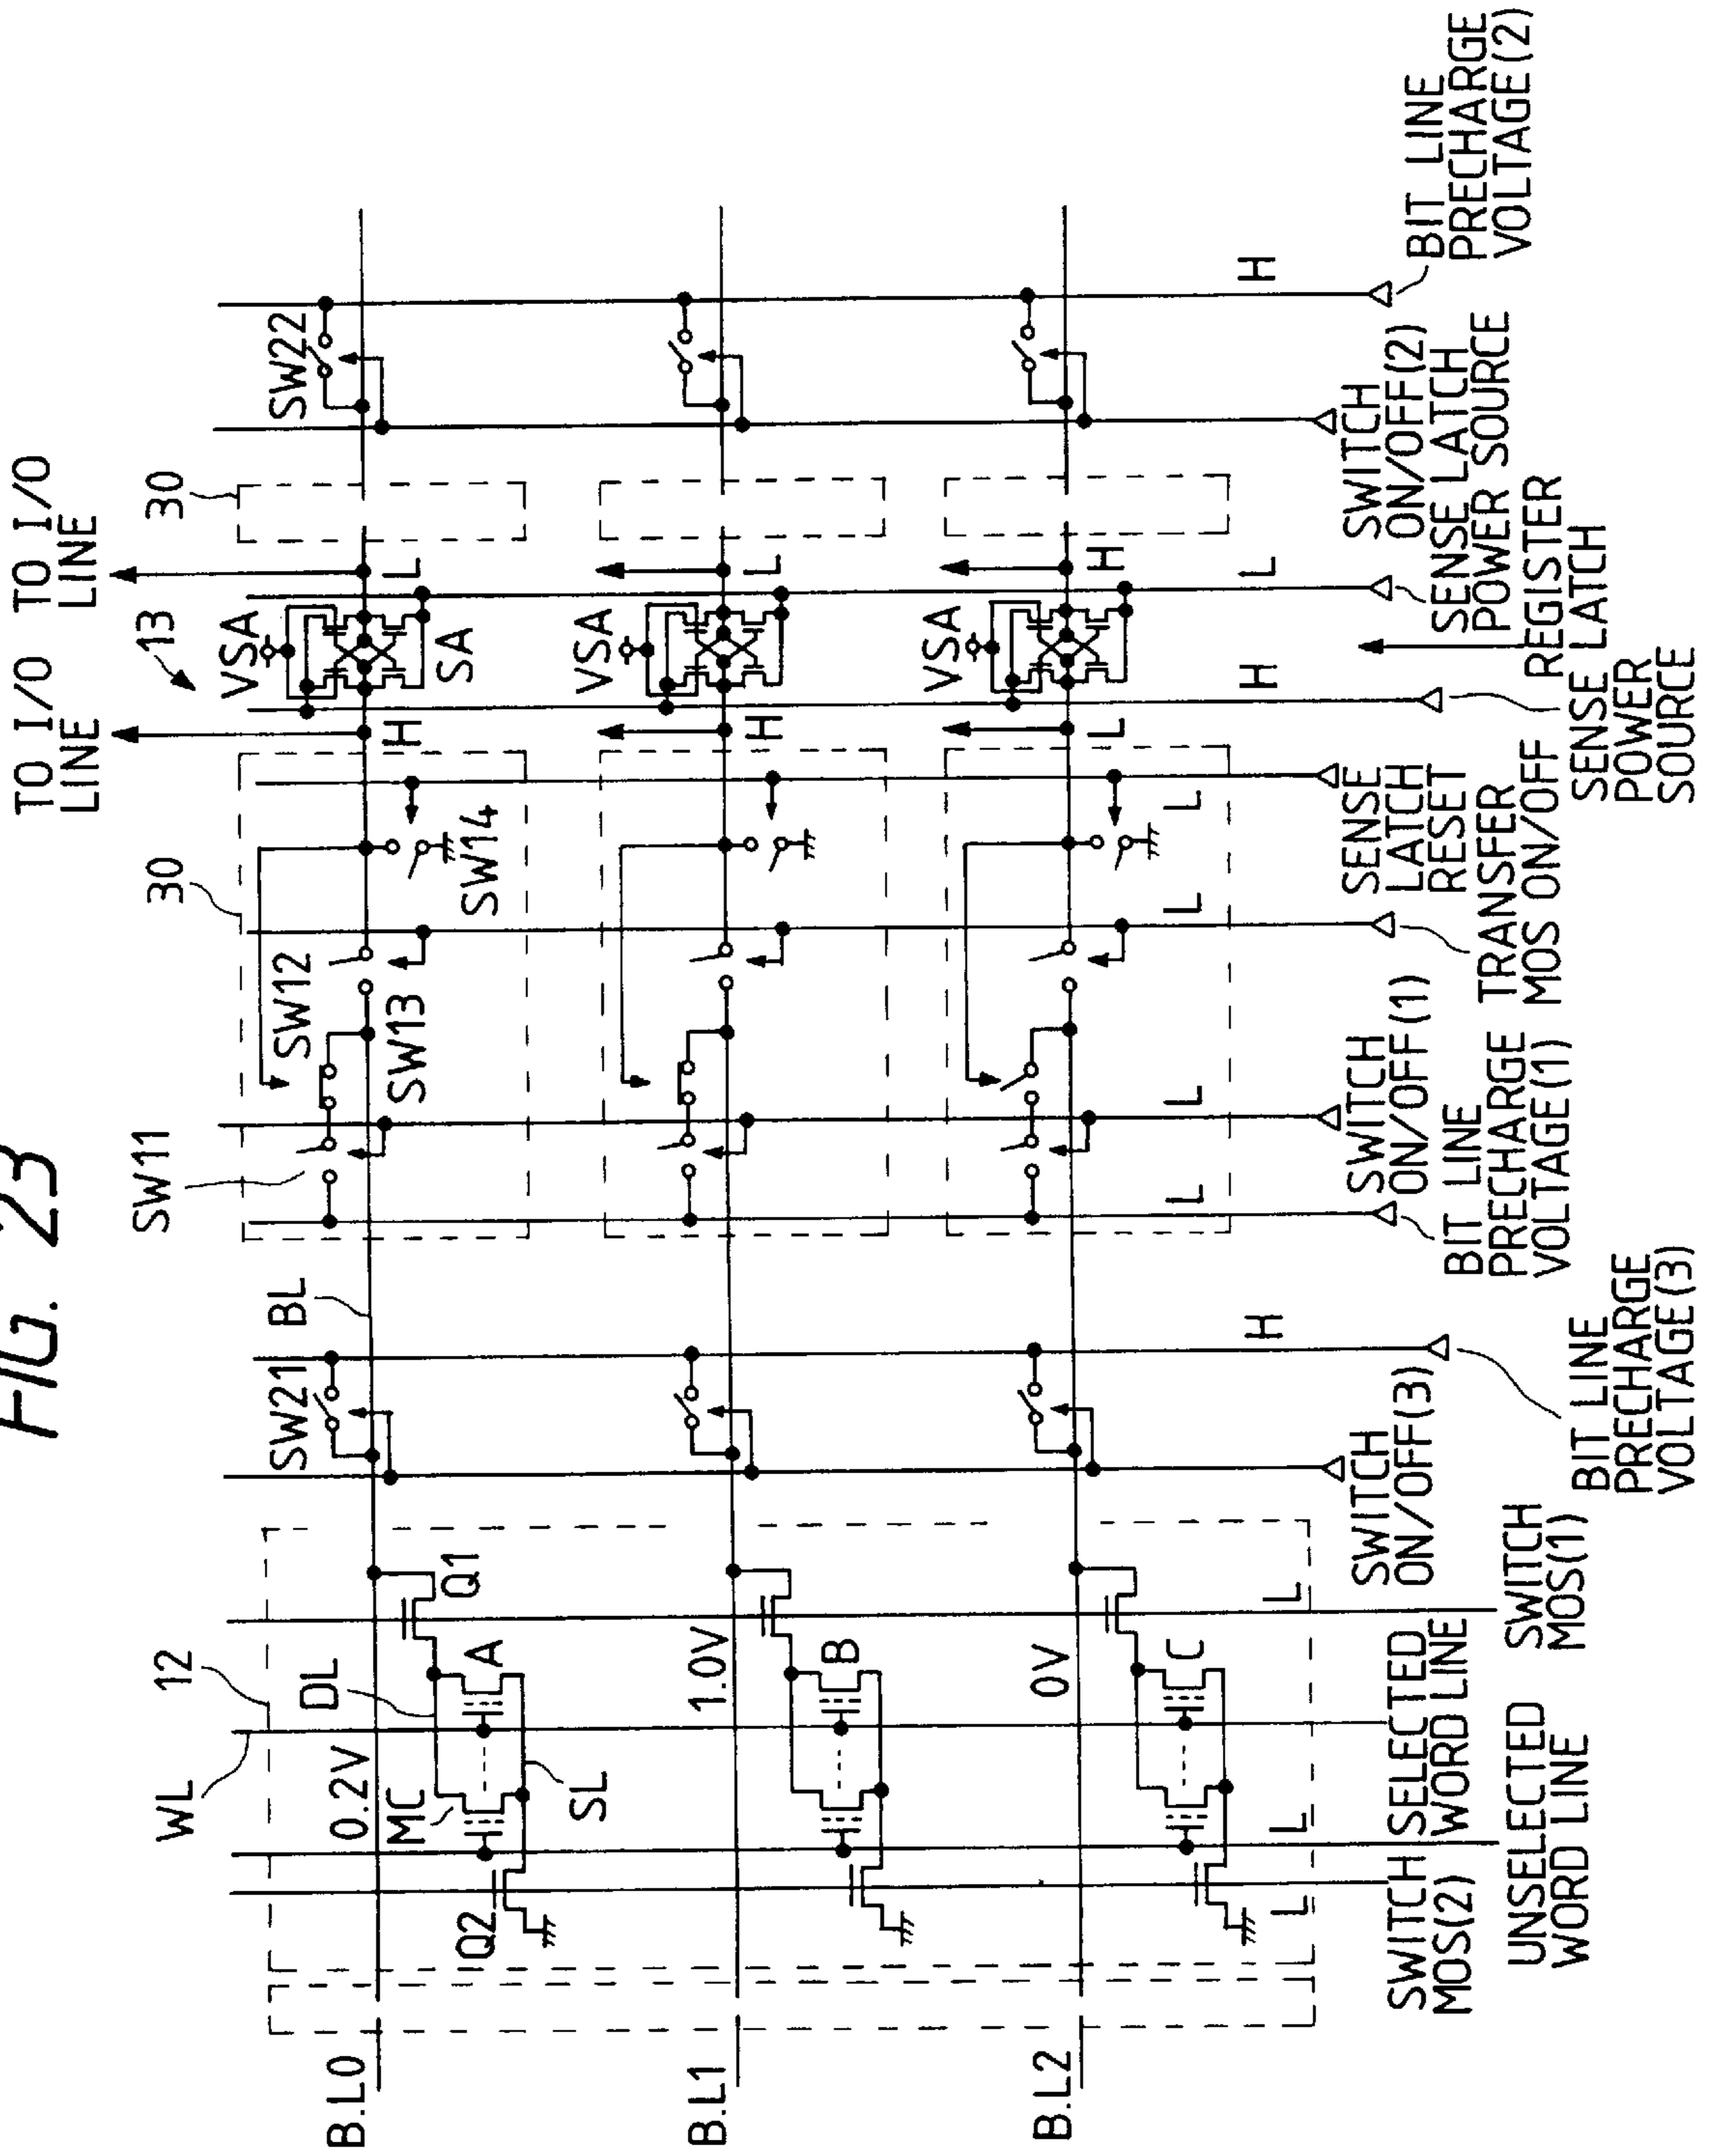 FIG. 23
TO I/O
LINE
TO I/O
LINE
13
30
30
SW11
12
WL
BL
SW21
SW12
SW13
SW14
VSA
SA
SW22
H
L
DL
0.2V
MC
A
Q1
SL
Q2
B.L0
VSA
H
L
1.0V
B
B.L1
VSA
L
H
0V
C
B.L2
L
L
L
H
L
L
L
L
H
L
H
SWITCH
MOS(2)
UNSELECTED
WORD LINE
SELECTED
WORD LINE
SWITCH
MOS(1)
SWITCH
ON/OFF(3)
BIT LINE
PRECHARGE
VOLTAGE(3)
BIT LINE
PRECHARGE
VOLTAGE(1)
SWITCH
ON/OFF(1)
TRANSFER
MOS ON/OFF
SENSE
LATCH
RESET
SENSE LATCH
POWER
SOURCE
REGISTER
SENSE LATCH
POWER SOURCE
SWITCH
ON/OFF(2)
BIT LINE
PRECHARGE
VOLTAGE(2)